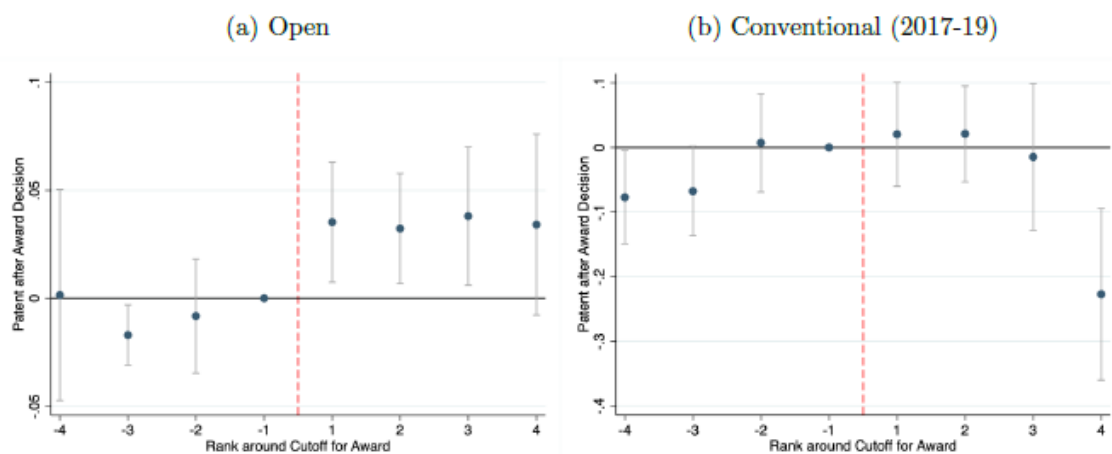 (a) Open
(b) Conventional (2017-19)
Patent after Award Decision
.1
.05
0
-.05
-4 -3 -2 -1 1 2 3 4
Rank around Cutoff for Award
Patent after Award Decision
.1
0
-.1
-.2
-.3
-.4
-4 -3 -2 -1 1 2 3 4
Rank around Cutoff for Award